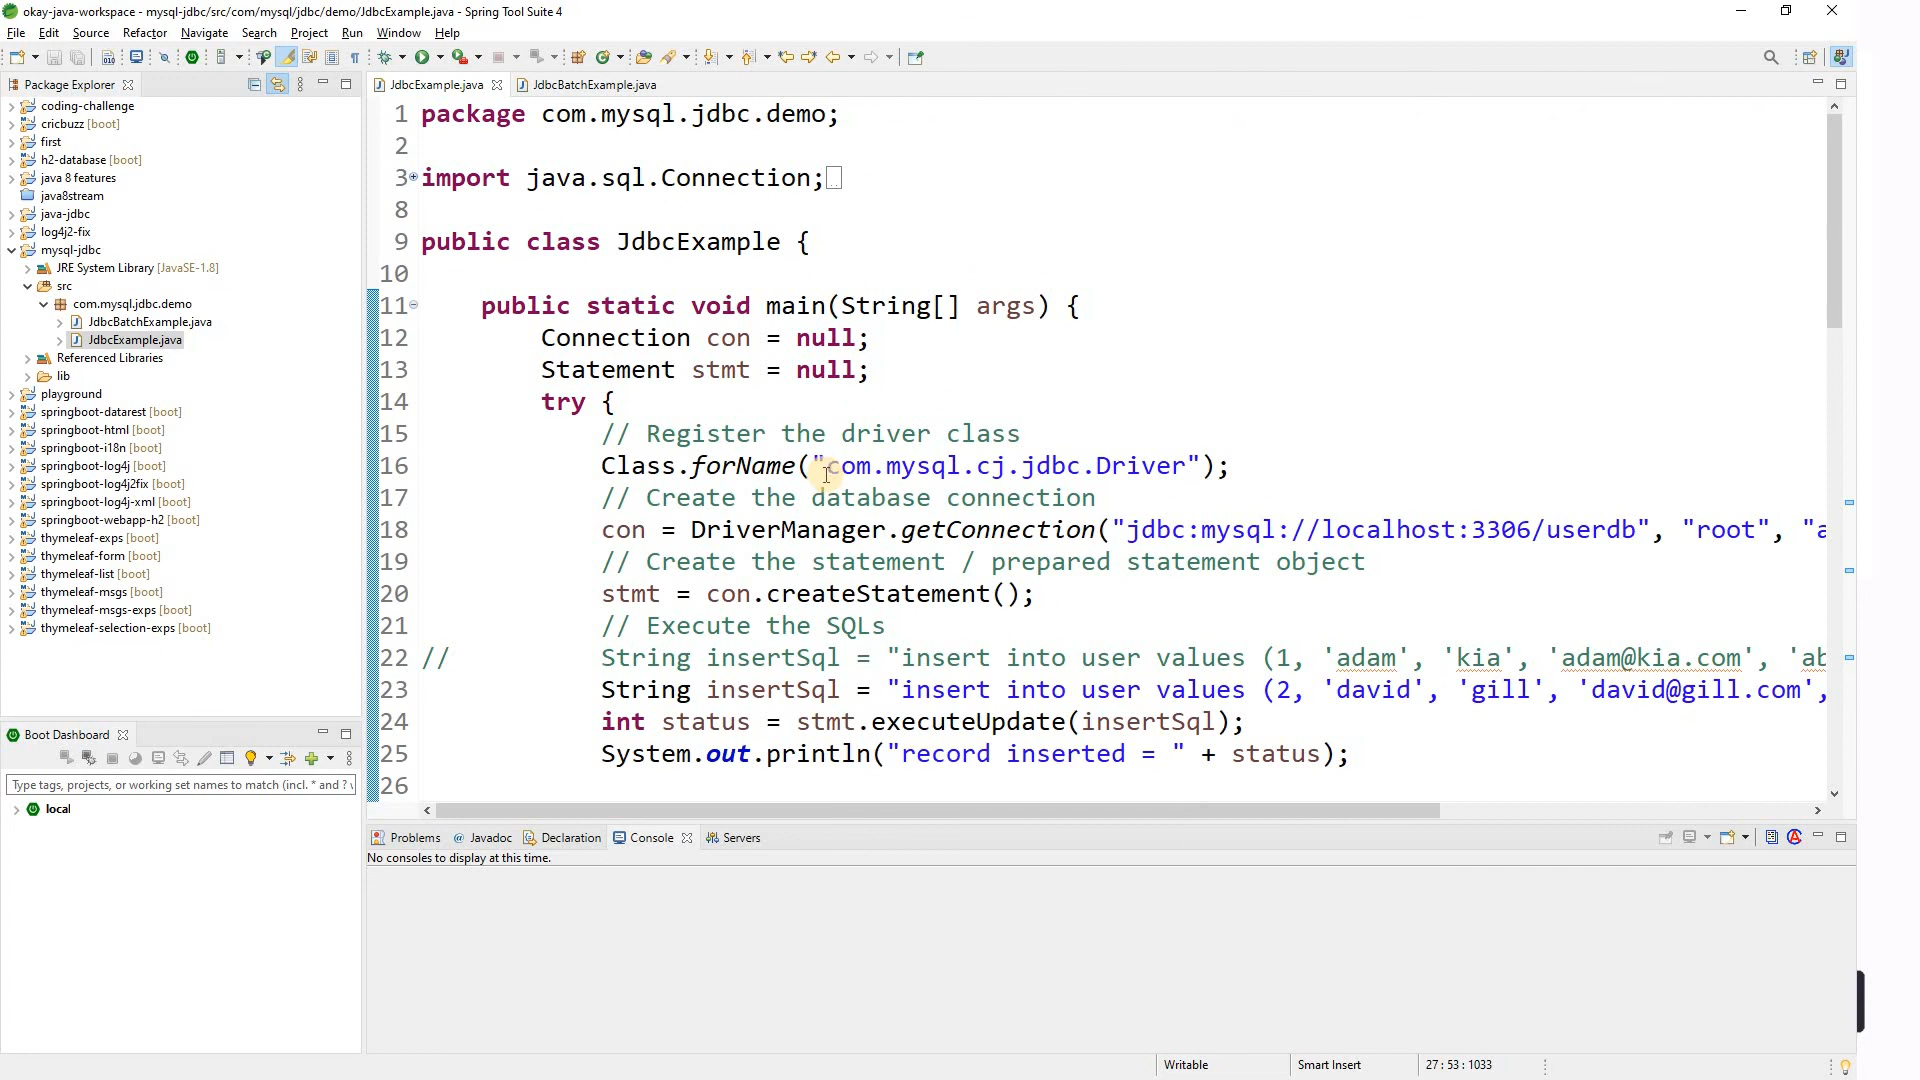 okay-java-workspace - mysql-jdbc/src/com/mysql/jdbc/demo/JdbcExample.java - Spring Tool Suite 4
File Edit Source Refactor Navigate Search Project Run Window Help
Package Explorer
coding-challenge
cricbuzz [boot]
first
h2-database [boot]
java 8 features
java8stream
java-jdbc
log4j2-fix
mysql-jdbc
JRE System Library [JavaSE-1.8]
src
com.mysql.jdbc.demo
JdbcBatchExample.java
JdbcExample.java
Referenced Libraries
lib
playground
springboot-datarest [boot]
springboot-html [boot]
springboot-i18n [boot]
springboot-log4j [boot]
springboot-log4j2fix [boot]
springboot-log4j-xml [boot]
springboot-webapp-h2 [boot]
thymeleaf-exps [boot]
thymeleaf-form [boot]
thymeleaf-list [boot]
thymeleaf-msgs [boot]
thymeleaf-msgs-exps [boot]
thymeleaf-selection-exps [boot]
Boot Dashboard
Type tags, projects, or working set names to match (incl. * and ? \
local
JdbcExample.java JdbcBatchExample.java
1 package com.mysql.jdbc.demo;
2
3 import java.sql.Connection;
8
9 public class JdbcExample {
10
11 public static void main(String[] args) {
12 Connection con = null;
13 Statement stmt = null;
14 try {
15 // Register the driver class
16 Class.forName("com.mysql.cj.jdbc.Driver");
17 // Create the database connection
18 con = DriverManager.getConnection("jdbc:mysql://localhost:3306/userdb", "root", "a
19 // Create the statement / prepared statement object
20 stmt = con.createStatement();
21 // Execute the SQLs
22 // String insertSql = "insert into user values (1, 'adam', 'kia', 'adam@kia.com', 'ab
23 String insertSql = "insert into user values (2, 'david', 'gill', 'david@gill.com',
24 int status = stmt.executeUpdate(insertSql);
25 System.out.println("record inserted = " + status);
26
Problems Javadoc Declaration Console Servers
No consoles to display at this time.
Writable Smart Insert 27 : 53 : 1033